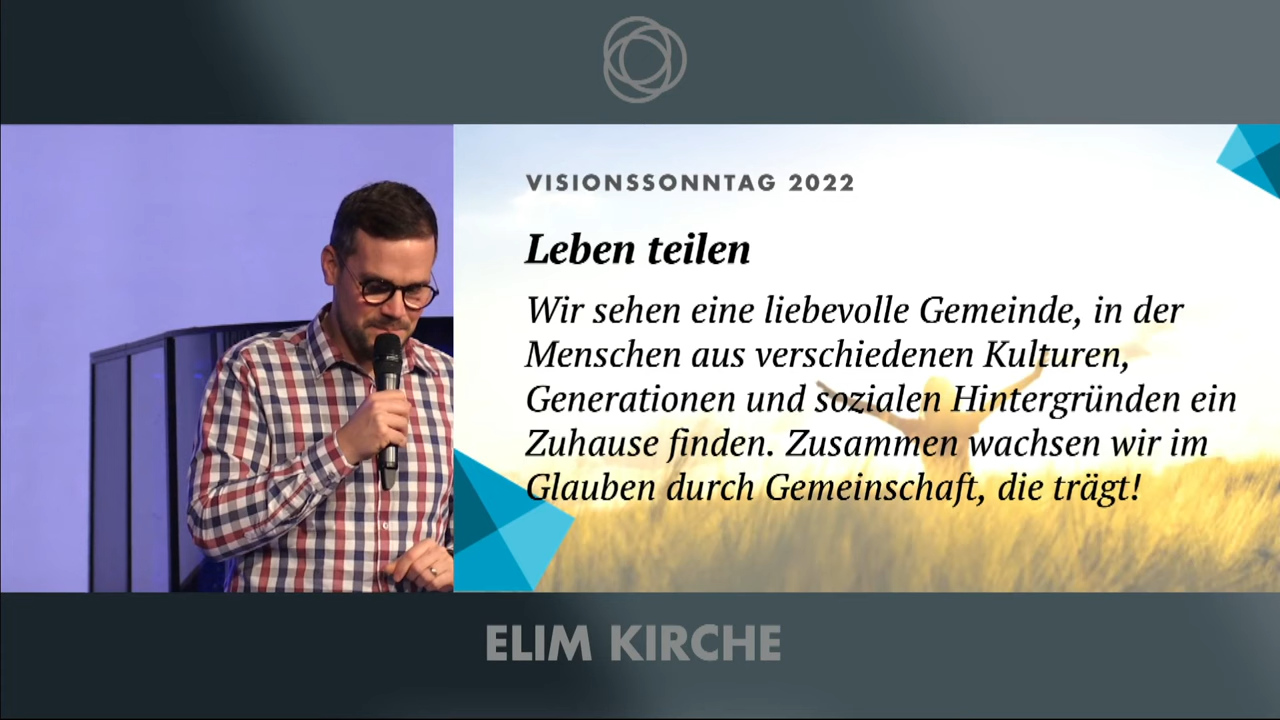 VISIONSSONNTAG 2022
Leben teilen
Wir sehen eine liebevolle Gemeinde, in der
Menschen aus verschiedenen Kulturen,
Generationen und sozialen Hintergründen ein
Zuhause finden. Zusammen wachsen wir im
Glauben durch Gemeinschaft, die trägt!
ELIM KIRCHE